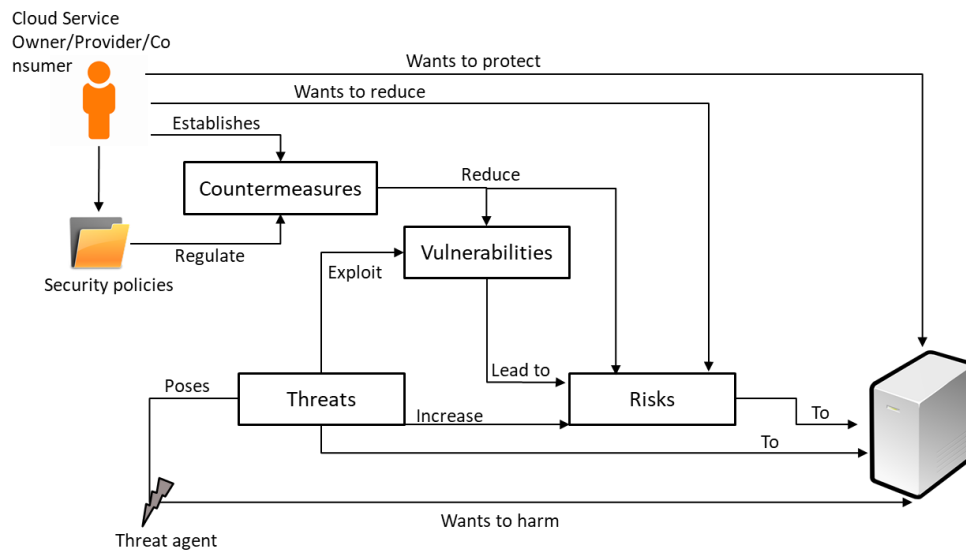 Cloud Service
Owner/Provider/Co
nsumer
Wants to protect
Wants to reduce
Establishes
Countermeasures
Reduce
Regulate
Vulnerabilities
Exploit
Security policies
Lead to
Poses
Threats
Increase
Risks
To
To
Wants to harm
Threat agent